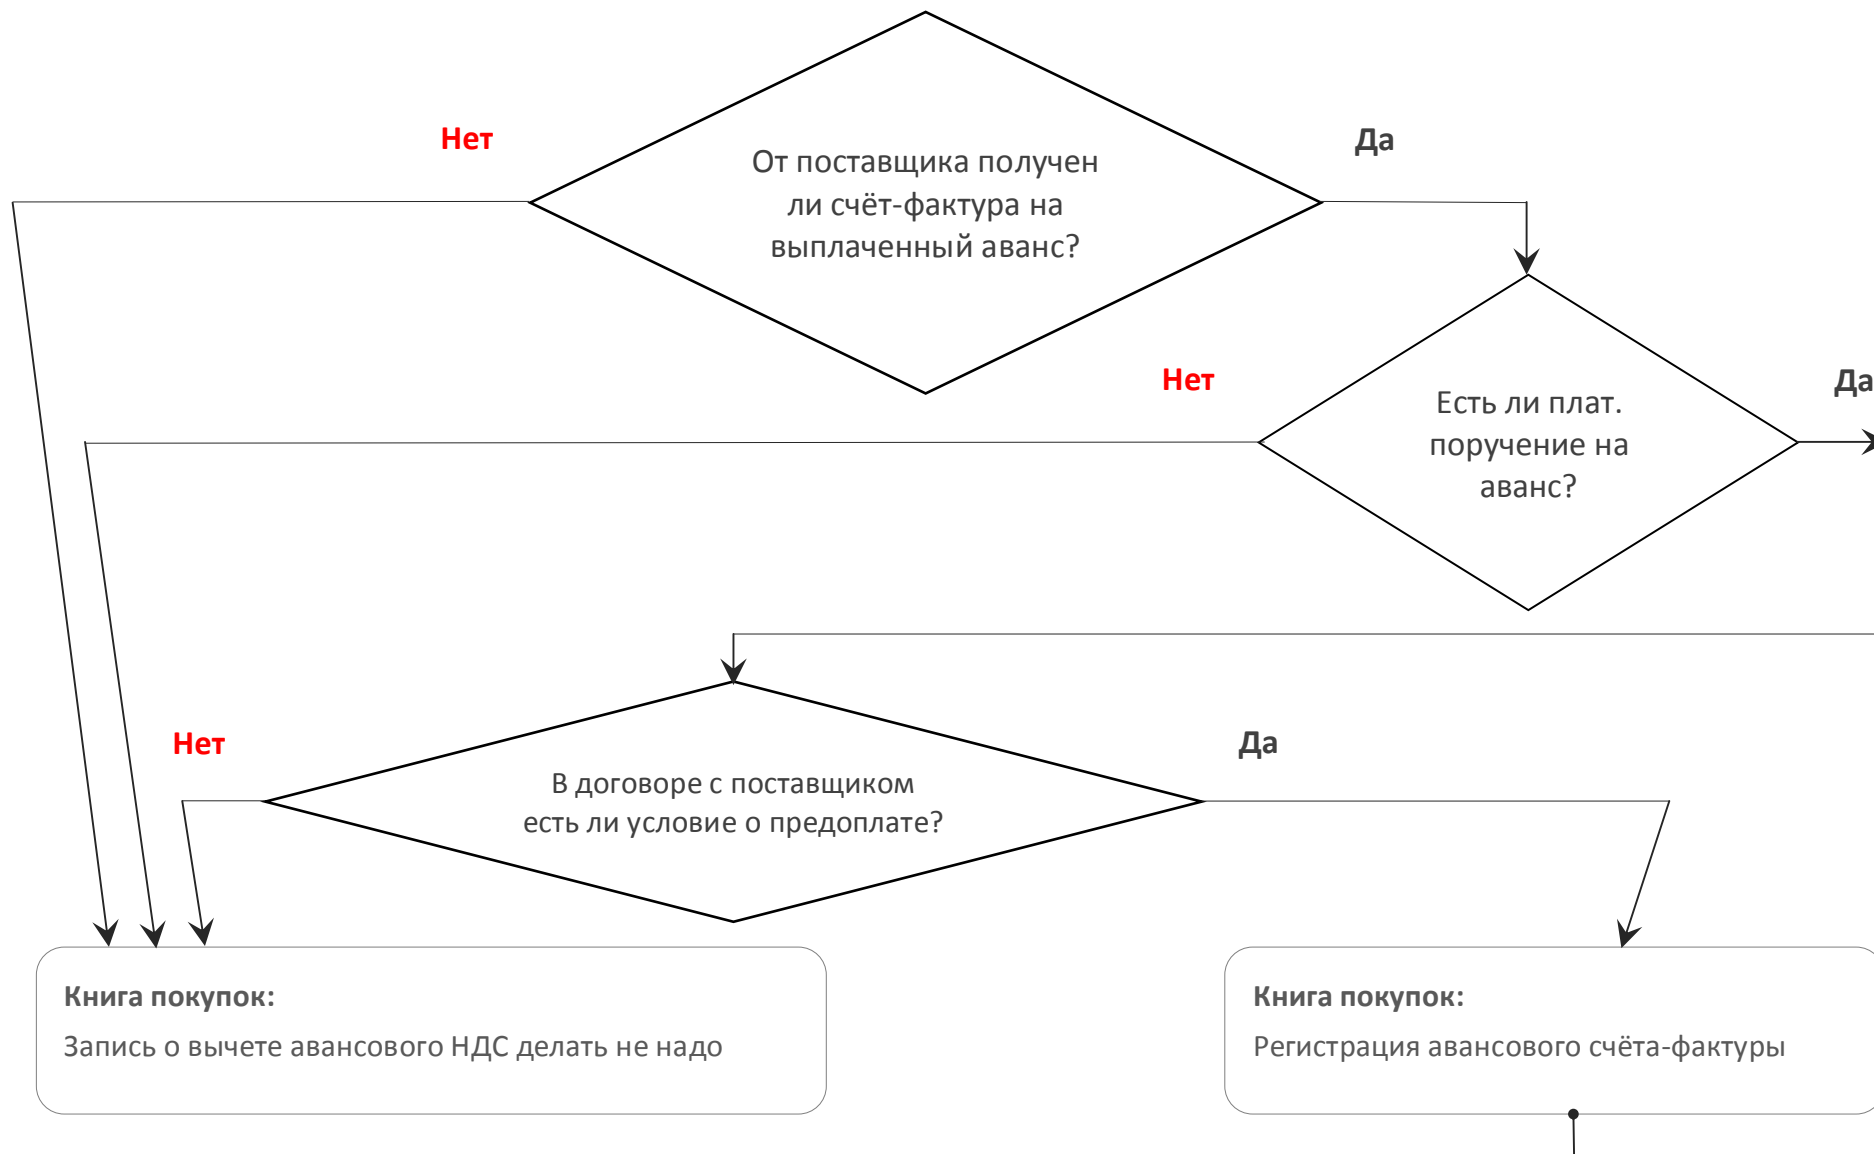 Нет
Да
От поставщика получен
ли счёт-фактура на
выплаченный аванс?
Нет
Да
Есть ли плат.
поручение на
аванс?
Нет
Да
В договоре с поставщиком
есть ли условие о предоплате?
Книга покупок:
Запись о вычете авансового НДС делать не надо
Книга покупок:
Регистрация авансового счёта-фактуры